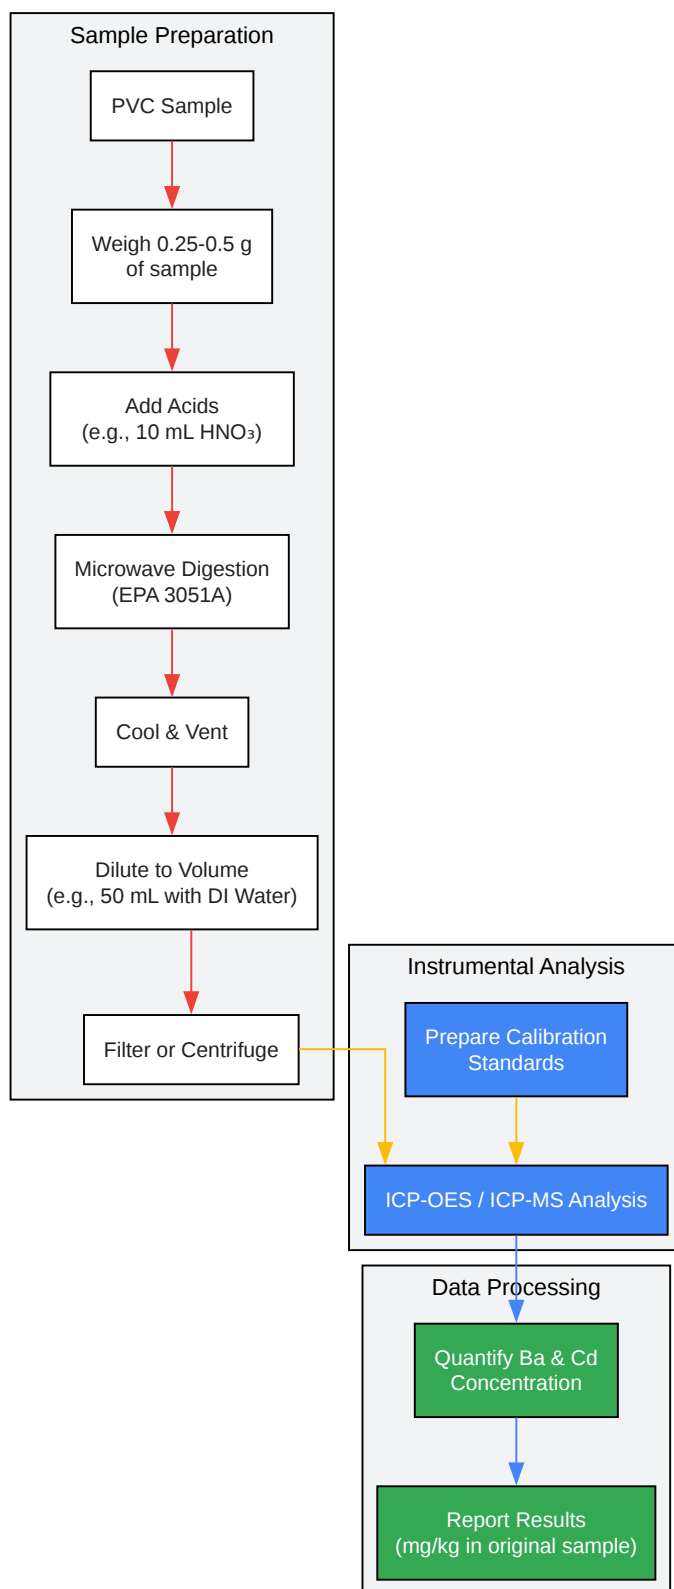 Sample Preparation
PVC Sample
Weigh 0.25-0.5 g
of sample
Add Acids
(e.g., 10 mL HNO₃)
Microwave Digestion
(EPA 3051A)
Cool & Vent
Dilute to Volume
(e.g., 50 mL with DI Water)
Filter or Centrifuge
Instrumental Analysis
Prepare Calibration
Standards
ICP-OES / ICP-MS Analysis
Data Processing
Quantify Ba & Cd
Concentration
Report Results
(mg/kg in original sample)